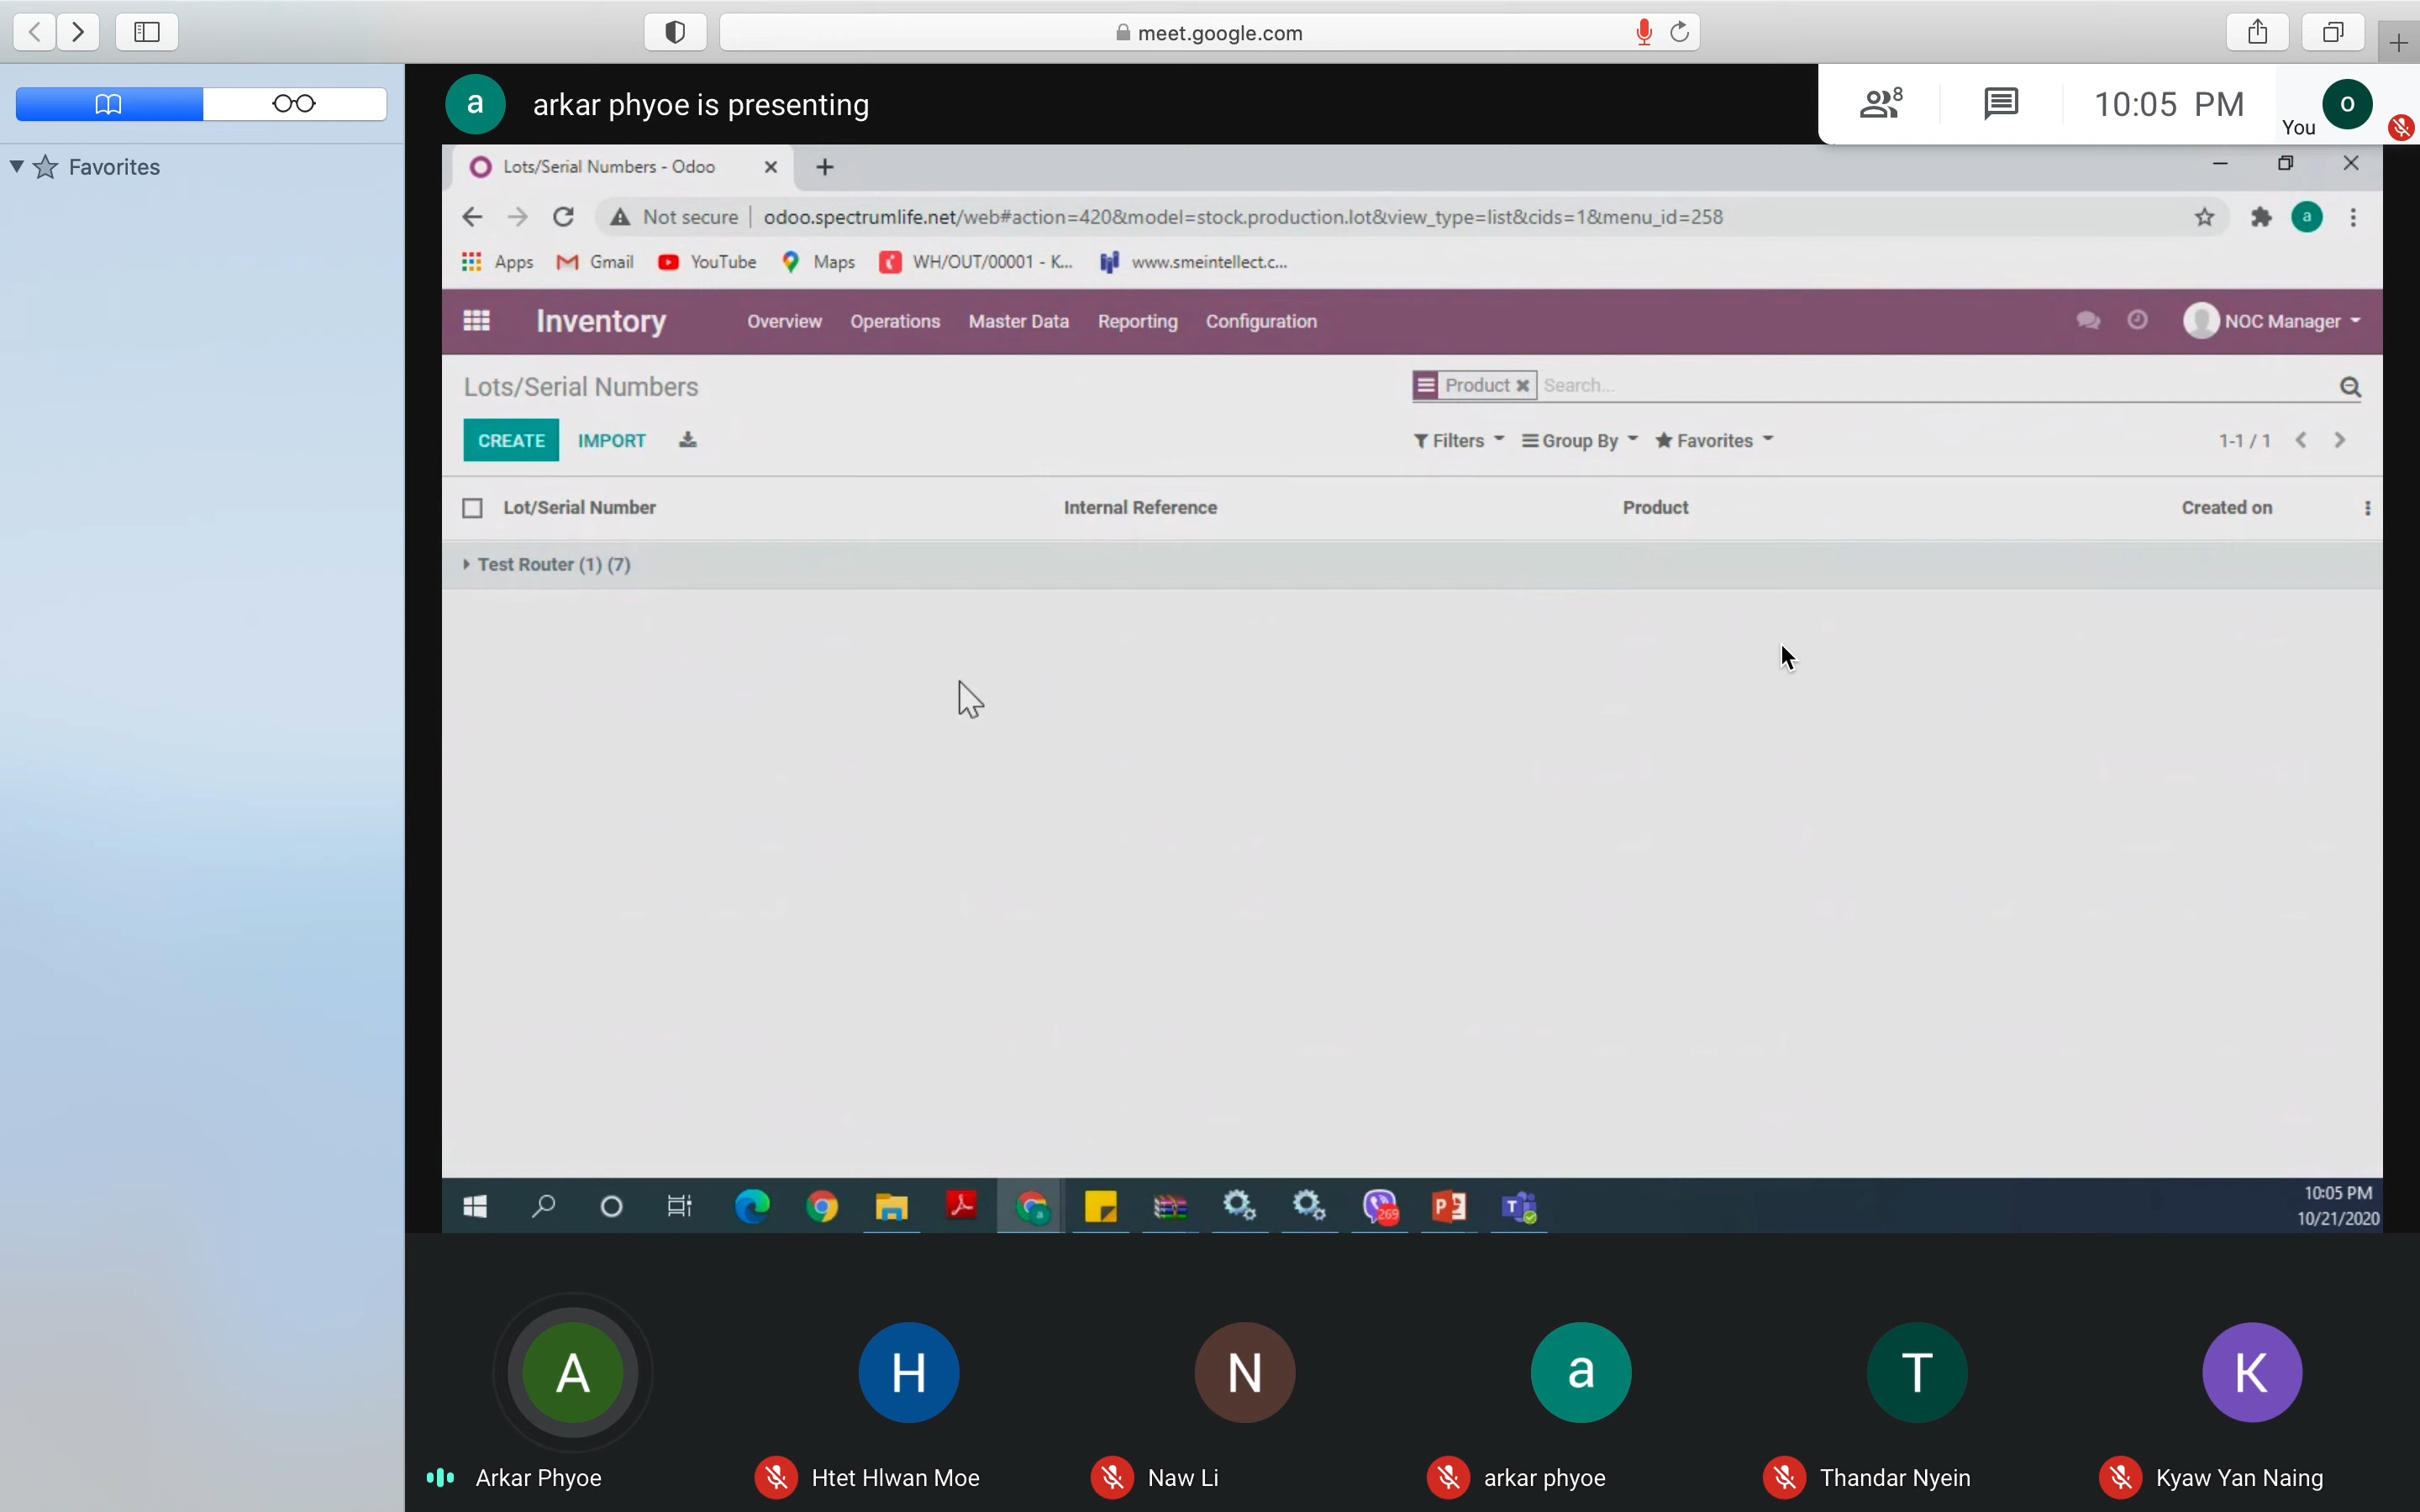 meet.google.com
Favorites
a
arkar phyoe is presenting
8
10:05 PM
You
o
Lots/Serial Numbers - Odoo
Not secure
odoo.spectrumlife.net/web#action=420&model=stock.production.lot&view_type=list&cids=1&menu_id=258
a
Apps
Gmail
YouTube
Maps
WH/OUT/00001 - K...
www.smeintellect.c...
Inventory
Overview
Operations
Master Data
Reporting
Configuration
NOC Manager
Lots/Serial Numbers
Product
Search...
CREATE
IMPORT
Filters
Group By
Favorites
1-1 / 1
Lot/Serial Number
Internal Reference
Product
Created on
Test Router (1) (7)
a
269
10:05 PM
10/21/2020
A
H
N
a
T
K
Arkar Phyoe
Htet Hlwan Moe
Naw Li
arkar phyoe
Thandar Nyein
Kyaw Yan Naing